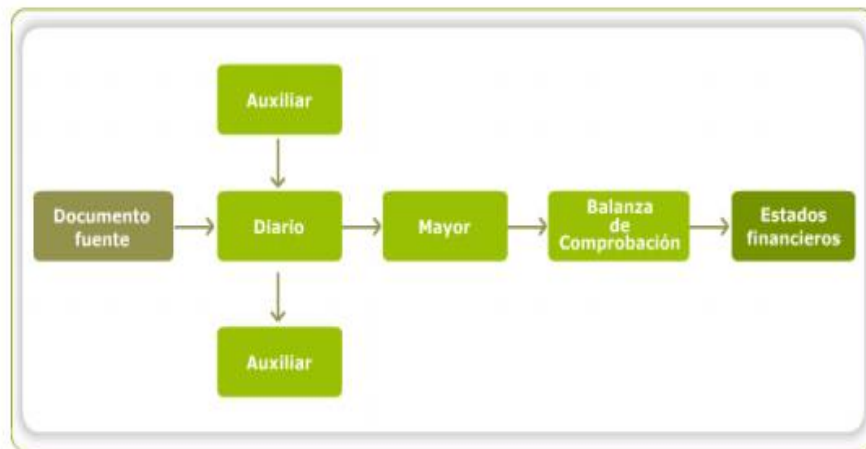 Auxiliar
Documento
fuente
Diario
Mayor
Balanza
de
Comprobación
Estados
financieros
Auxiliar